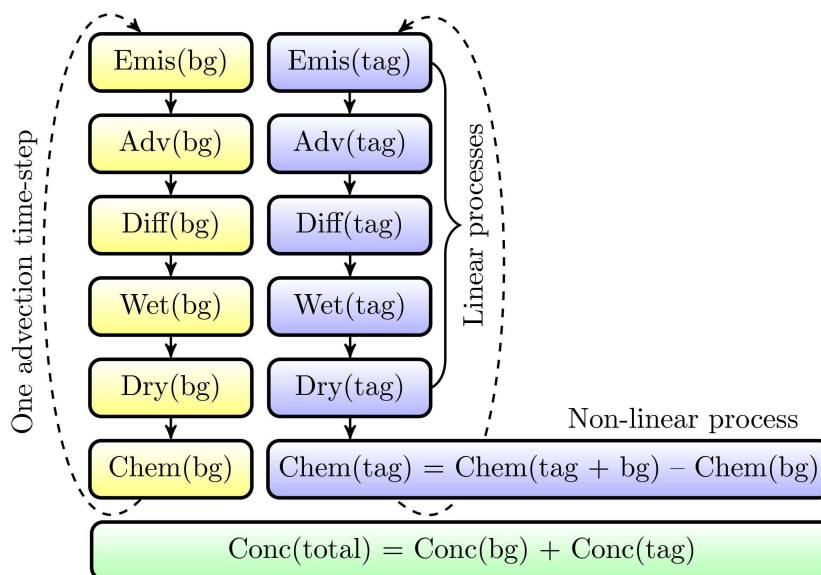 One advection time-step
Emis(bg)
Adv(bg)
Diff(bg)
Wet(bg)
Dry(bg)
Chem(bg)
Emis(tag)
Adv(tag)
Diff(tag)
Wet(tag)
Dry(tag)
Linear processes
Non-linear process
Chem(tag) = Chem(tag + bg) – Chem(bg)
Conc(total) = Conc(bg) + Conc(tag)